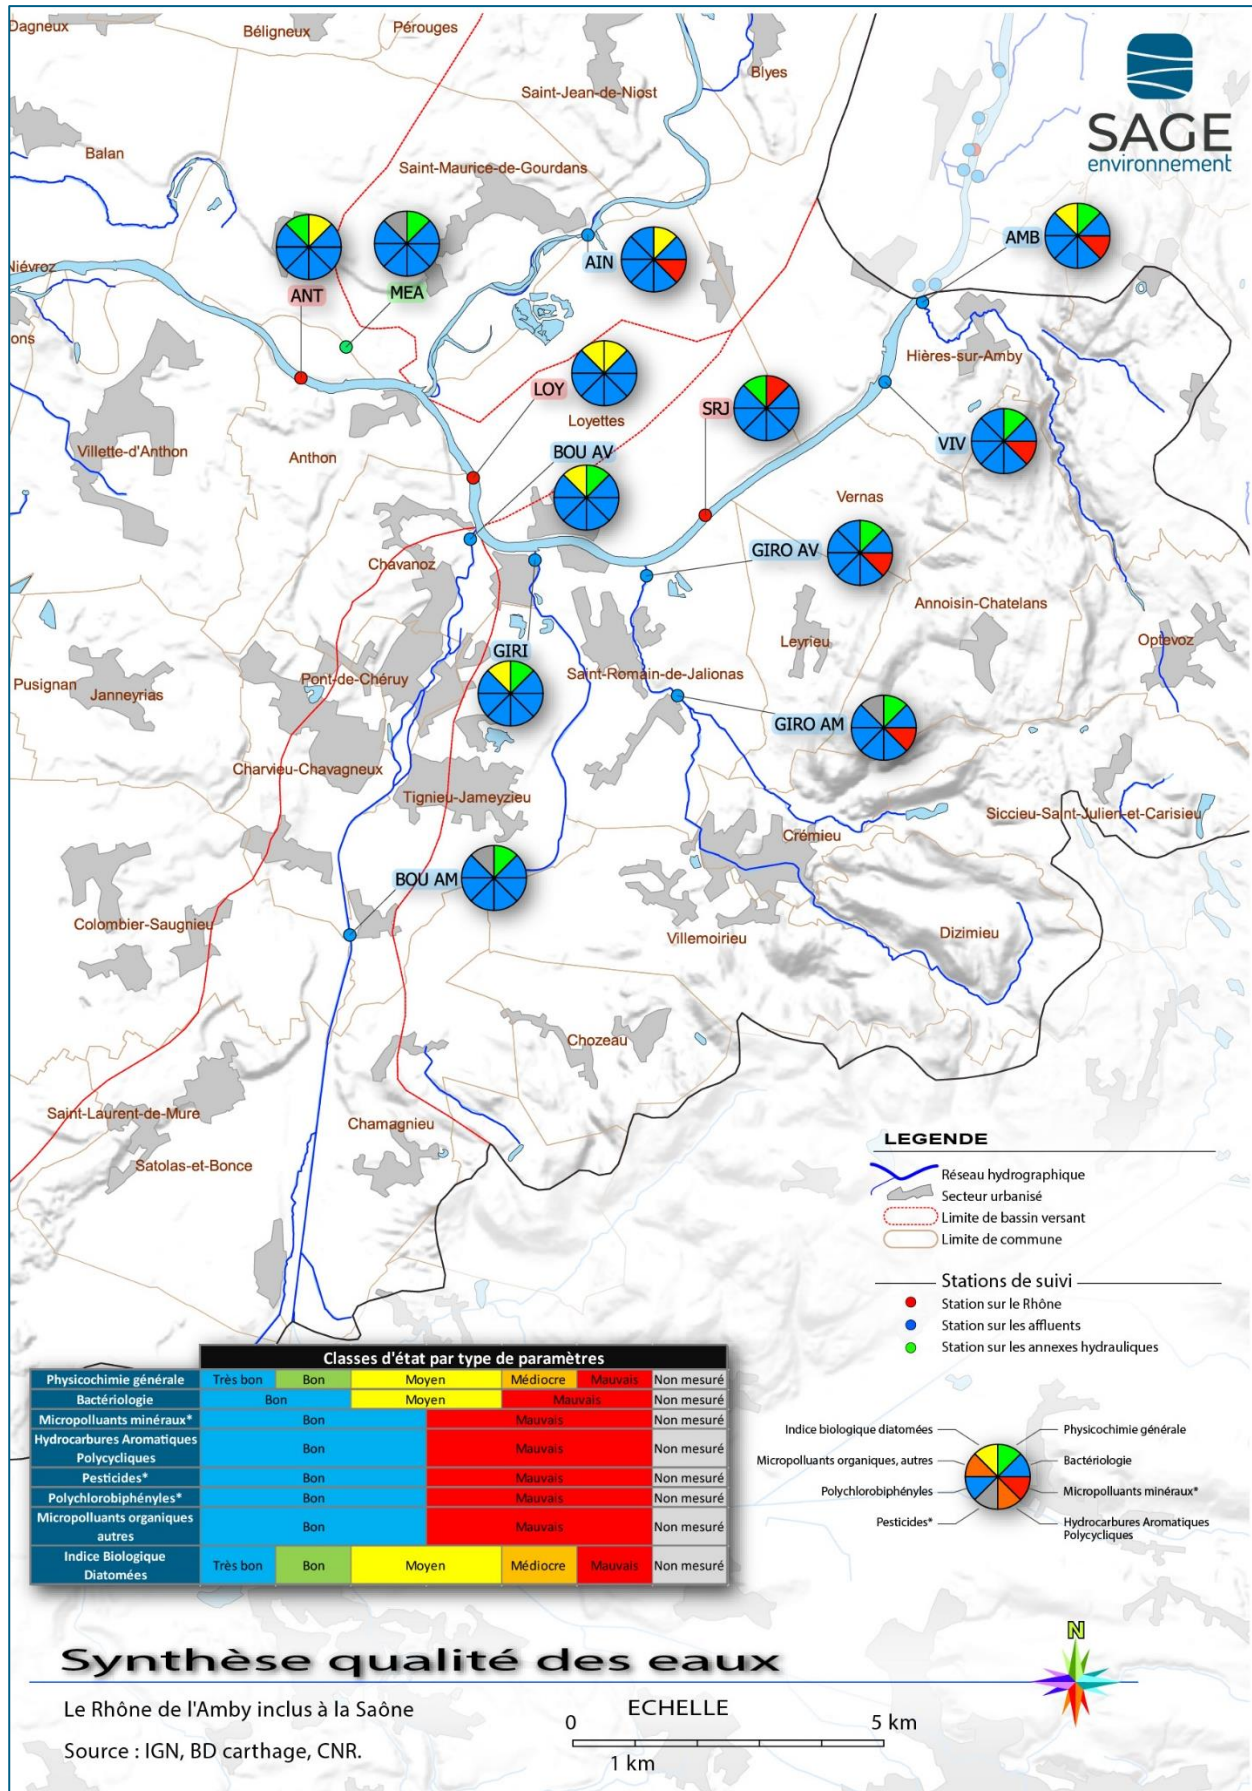 Dagneux
Béligneux
Pérouges
Blyes
Saint-Jean-de-Niost
SAGE
environnement
Balan
Saint-Maurice-de-Gourdans
AMB
AIN
Niévroz
ANT
MEA
ons
Hières-sur-Amby
LOY
SRJ
Loyettes
VIV
Villette-d'Anthon
Anthon
BOU AV
Vernas
GIRO AV
Chavanoz
Annoisin-Chatelans
Leyrieu
Optevoz
GIRI
Saint-Romain-de-Jalionas
Pusignan
Janneyrias
Pont-de-Chéruy
GIRO AM
Charvieu-Chavagneux
Tignieu-Jameyzieu
Siccieu-Saint-Julien-et-Carisieu
Crémieu
BOU AM
Colombier-Saugnieu
Villemoirieu
Dizimieu
Chozeau
Saint-Laurent-de-Mure
Chamagnieu
Satolas-et-Bonce
LEGENDE
Réseau hydrographique
Secteur urbanisé
Limite de bassin versant
Limite de commune
Stations de suivi
Station sur le Rhône
Station sur les affluents
Station sur les annexes hydrauliques
Classes d'état par type de paramètres
Physicochimie générale Très bon Bon Moyen Médiocre Mauvais Non mesuré
Bactériologie Bon Moyen Mauvais Non mesuré
Micropolluants minéraux* Bon Mauvais Non mesuré
Hydrocarbures Aromatiques
Polycycliques Bon Mauvais Non mesuré
Pesticides* Bon Mauvais Non mesuré
Polychlorobiphényles* Bon Mauvais Non mesuré
Micropolluants organiques
autres Bon Mauvais Non mesuré
Indice Biologique
Diatomées Très bon Bon Moyen Médiocre Mauvais Non mesuré
Indice biologique diatomées
Physicochimie générale
Micropolluants organiques, autres
Bactériologie
Polychlorobiphényles
Micropolluants minéraux*
Pesticides*
Hydrocarbures Aromatiques
Polycycliques
N
Synthèse qualité des eaux
Le Rhône de l'Amby inclus à la Saône
Source : IGN, BD carthage, CNR.
ECHELLE
0 5 km
1 km